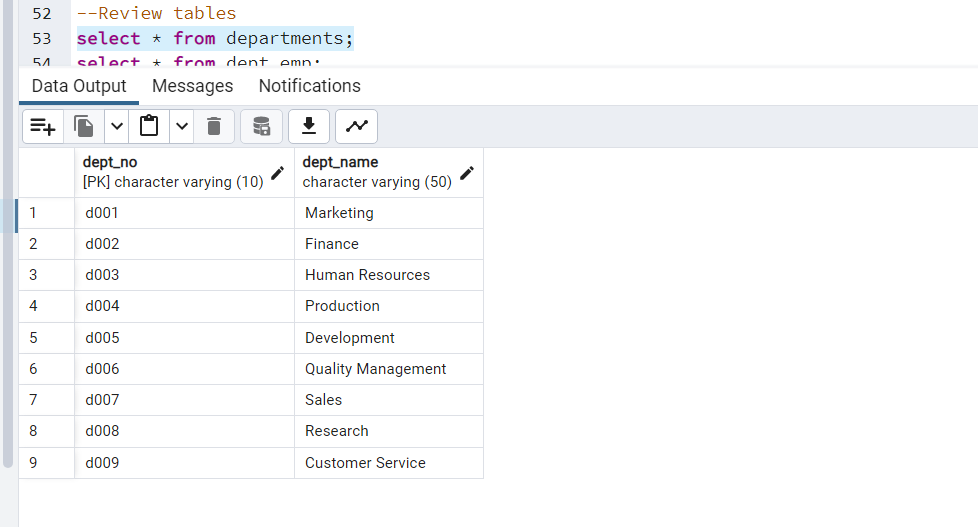 52 --Review tables
53 select * from departments;
54 select * from dept_emp;
Data Output Messages Notifications
dept_no dept_name
[PK] character varying (10) character varying (50)
1 d001 Marketing
2 d002 Finance
3 d003 Human Resources
4 d004 Production
5 d005 Development
6 d006 Quality Management
7 d007 Sales
8 d008 Research
9 d009 Customer Service